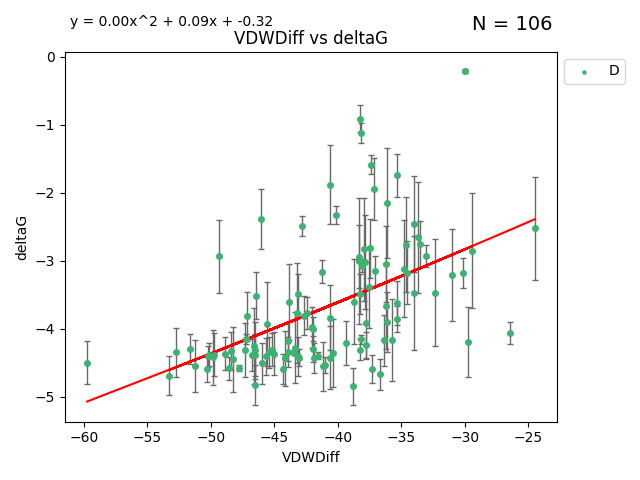 y = 0.00x^2 + 0.09x + -0.32
N = 106
VDWDiff vs deltaG
D
0
−1
−2
−3
−4
−5
deltaG
−60 −55 −50 −45 −40 −35 −30 −25
VDWDiff